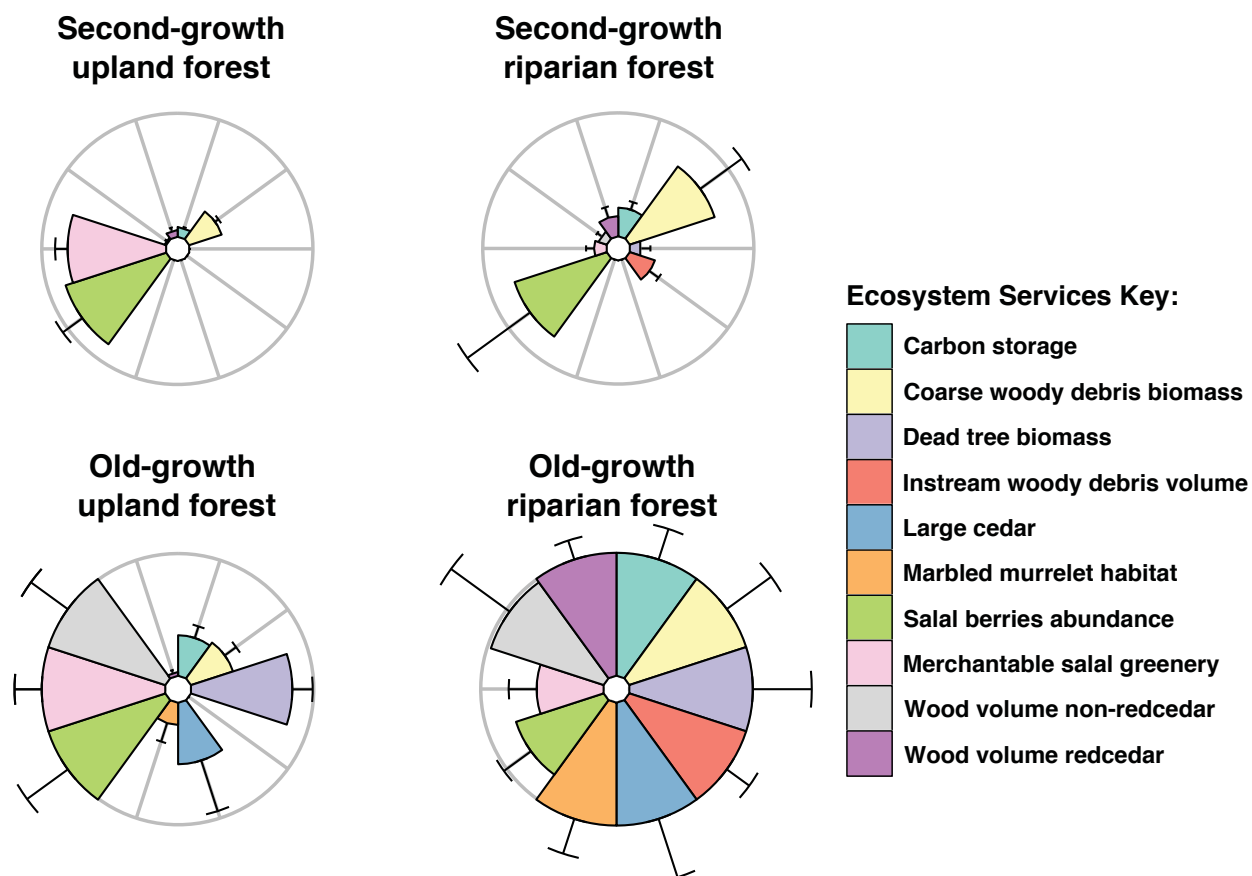 Second-growth
upland forest
Second-growth
riparian forest
Old-growth
upland forest
Old-growth
riparian forest
Ecosystem Services Key:
Carbon storage
Coarse woody debris biomass
Dead tree biomass
Instream woody debris volume
Large cedar
Marbled murrelet habitat
Salal berries abundance
Merchantable salal greenery
Wood volume non-redcedar
Wood volume redcedar